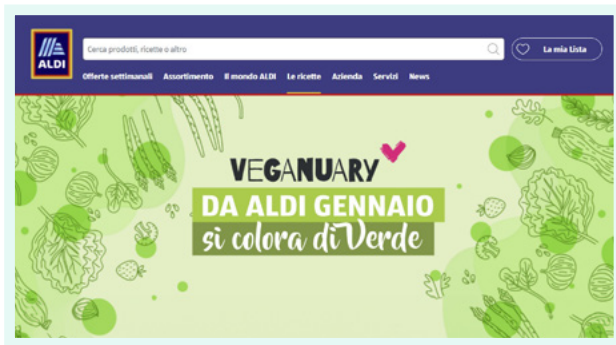 ALDI
Cerca prodotti, ricette o altro
La mia Lista
Offerte settimanali Assortimento Il mondo ALDI Le ricette Azienda Servizi News
VEGANUARY
DA ALDI GENNAIO
si colora di Verde